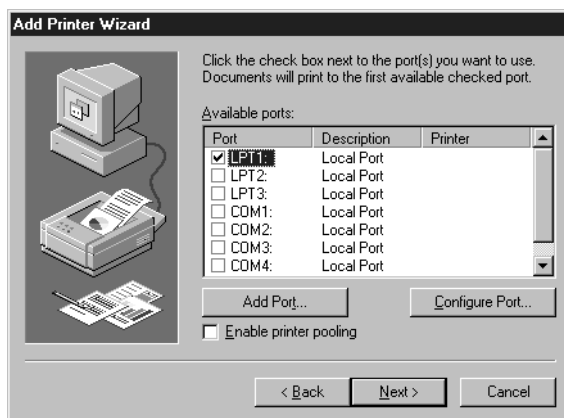 Add Printer Wizard
Click the check box next to the port(s) you want to use.
Documents will print to the first available checked port.
Available ports:
Port Description Printer
LPT1: Local Port
LPT2: Local Port
LPT3: Local Port
COM1: Local Port
COM2: Local Port
COM3: Local Port
COM4: Local Port
Add Port... Configure Port...
Enable printer pooling
< Back Next > Cancel